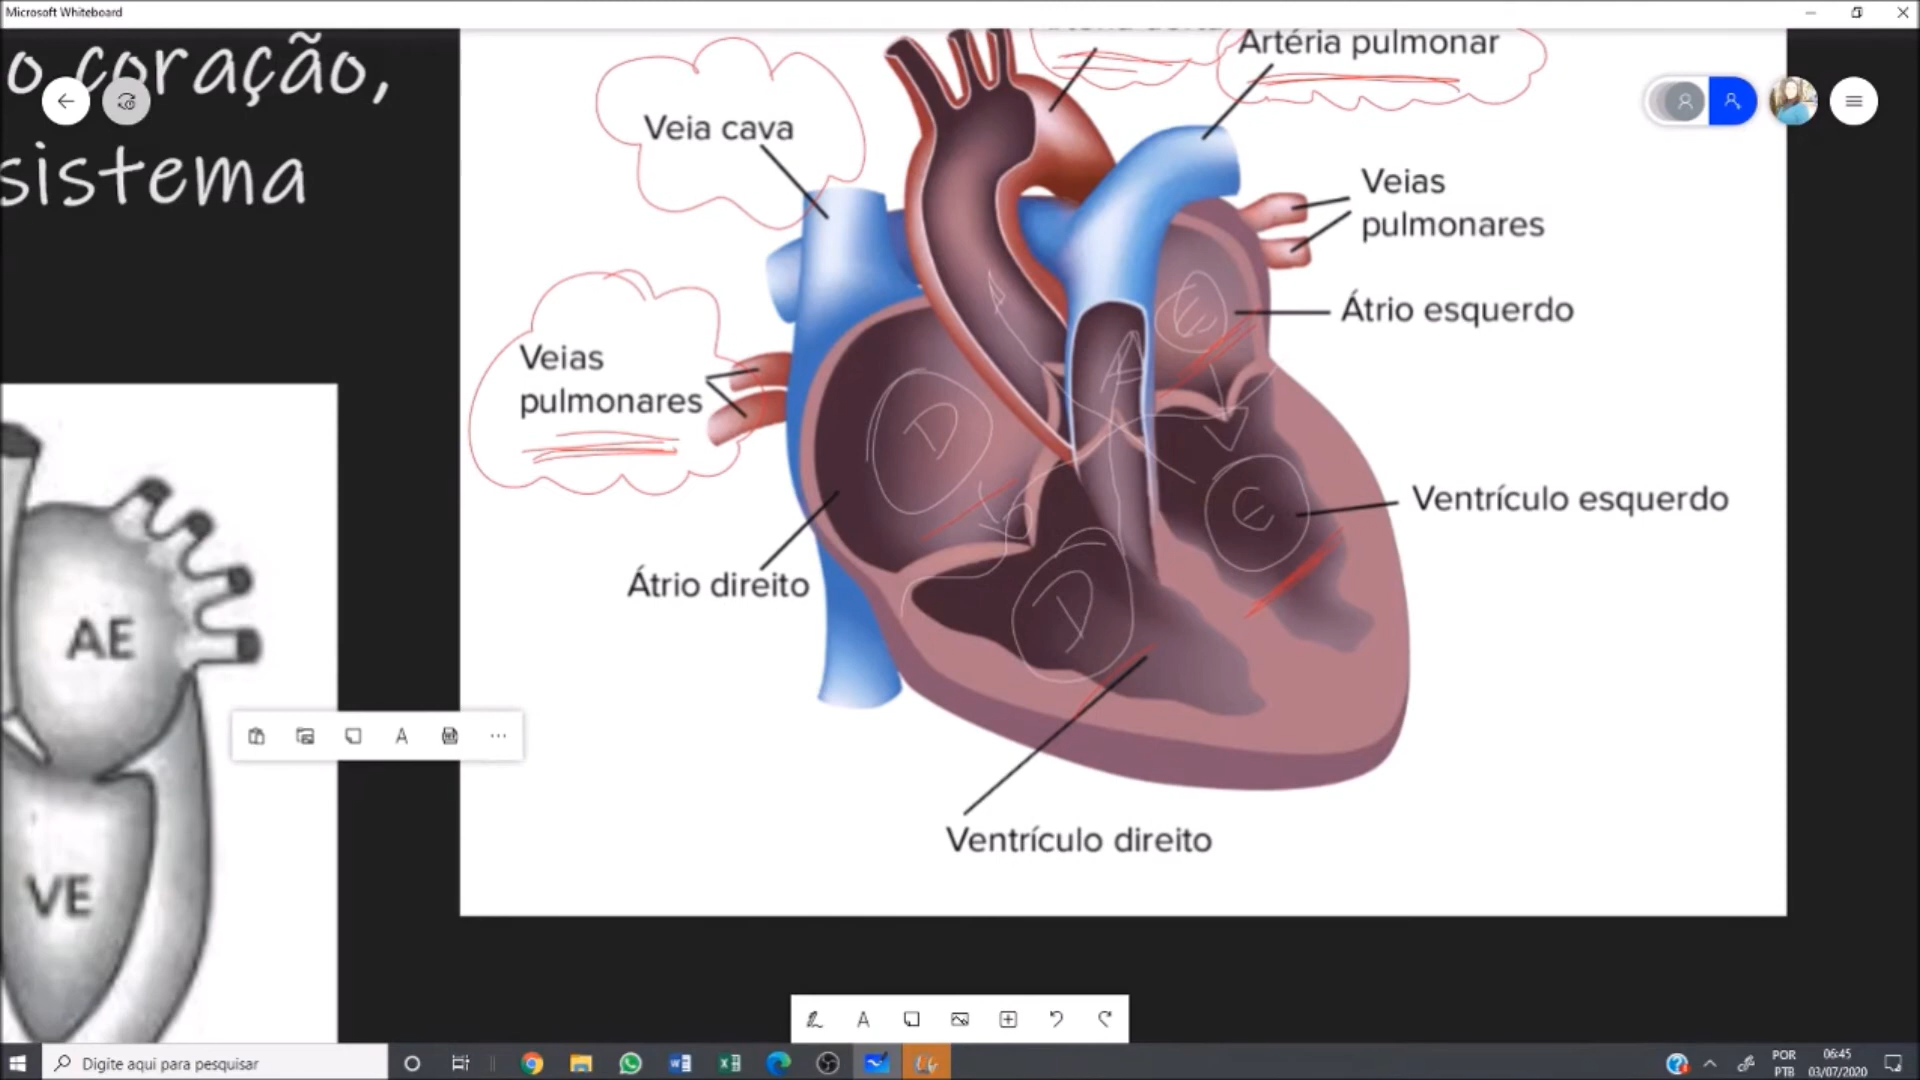 Microsoft Whiteboard
o coração,
sistema
Artéria pulmonar
Veia cava
Veias
pulmonares
Átrio esquerdo
Veias
pulmonares
Ventrículo esquerdo
Átrio direito
Ventrículo direito
E
D
E
D
AE
VE
Digite aqui para pesquisar
POR
PTB
06:45
03/07/2020